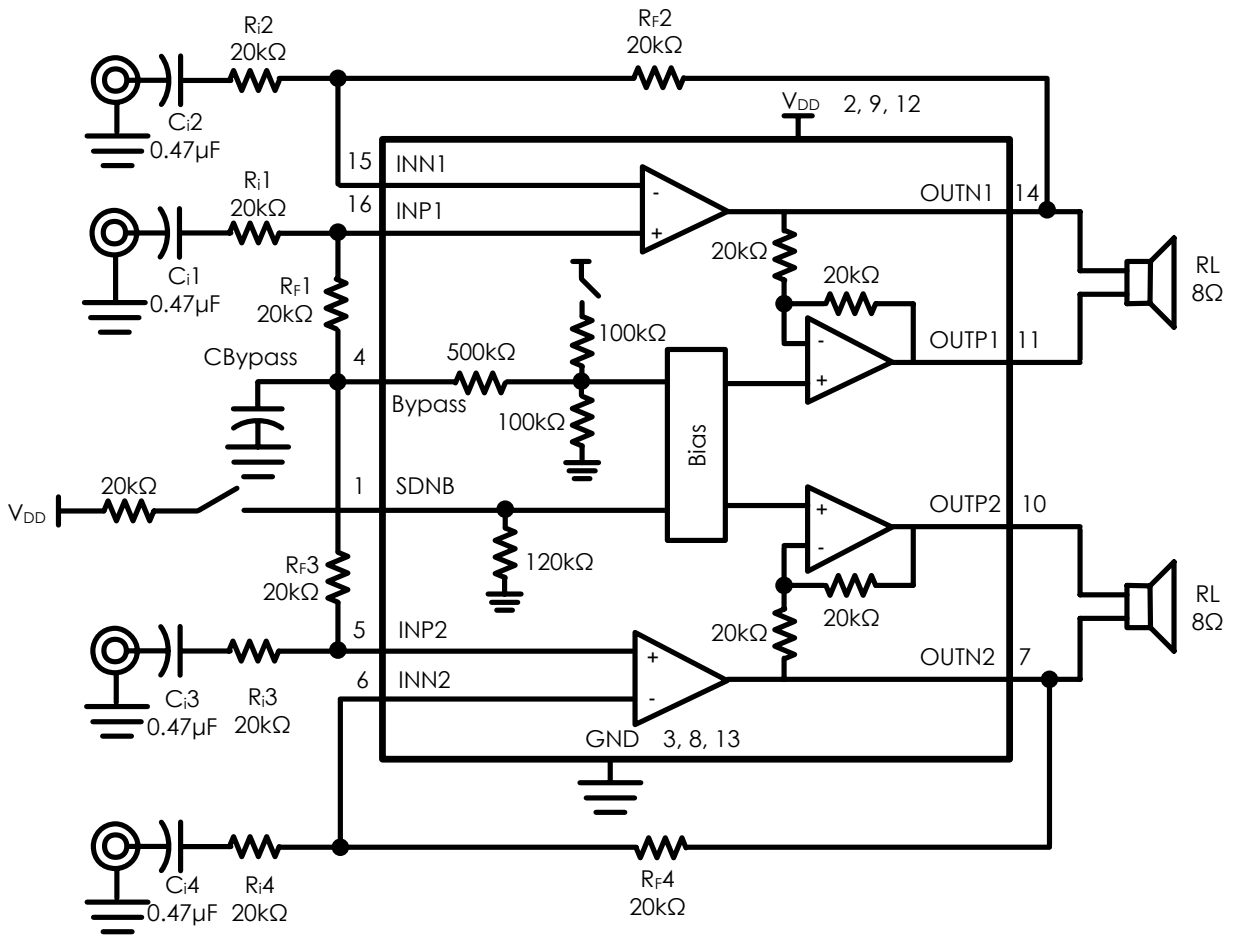 Ri2
20kΩ
RF2
20kΩ
Ci2
0.47µF
VDD 2, 9, 12
15 INN1
Ri1
20kΩ
16 INP1
-
+
OUTN1 14
Ci1
0.47µF
RF1
20kΩ
20kΩ
20kΩ
RL
8Ω
100kΩ
CBypass
4
500kΩ
-
+
OUTP1 11
Bypass
100kΩ
Bias
20kΩ
VDD
1 SDNB
+
-
OUTP2 10
120kΩ
RF3
20kΩ
20kΩ
20kΩ
RL
8Ω
5 INP2
+
-
OUTN2 7
6 INN2
Ci3
0.47µF
Ri3
20kΩ
GND 3, 8, 13
Ci4
0.47µF
Ri4
20kΩ
RF4
20kΩ